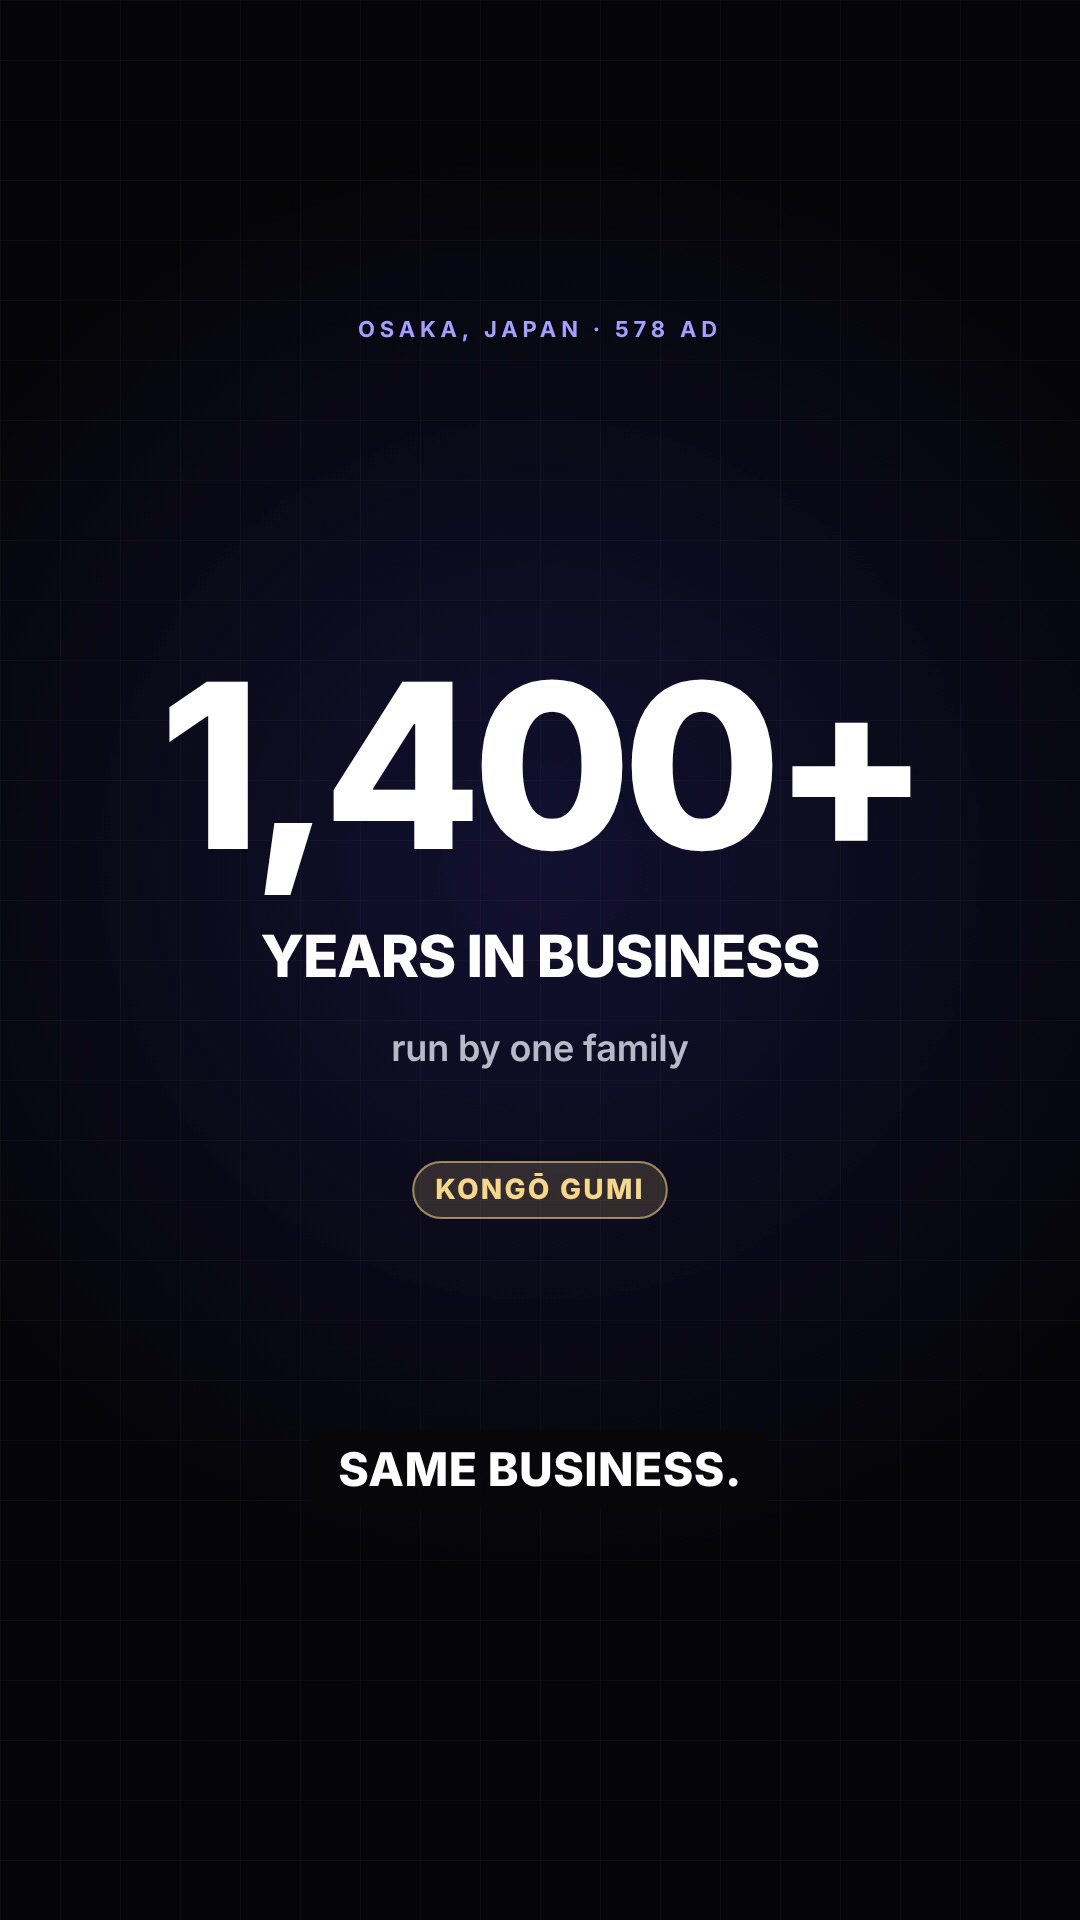 OSAKA, JAPAN · 578 AD
1,400+
YEARS IN BUSINESS
run by one family
KONGŌ GUMI
SAME BUSINESS.